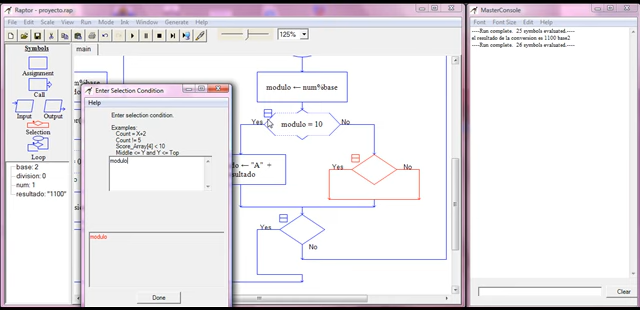 Raptor - proyecto.rap
File Edit Scale View Run Mode Ink Window Generate Help
125%
Symbols
main
Assignment
Call
Input Output
Selection
Loop
base: 2
division: 0
num: 1
resultado: "1100"
Enter Selection Condition
Help
Enter selection condition.
Examples:
Count = X+2
Count != 5
Score_Array[4] < 10
Middle <= Y and Y <= Top
modulo
modulo
Done
modulo ← num%base
Yes
modulo = 10
No
← "A" +
Yes
No
Yes
No
MasterConsole
Font Font Size Edit Help
----Run complete. 25 symbols evaluated.----
el resultado de la conversion es 1100 base2
----Run complete. 26 symbols evaluated.----
Clear